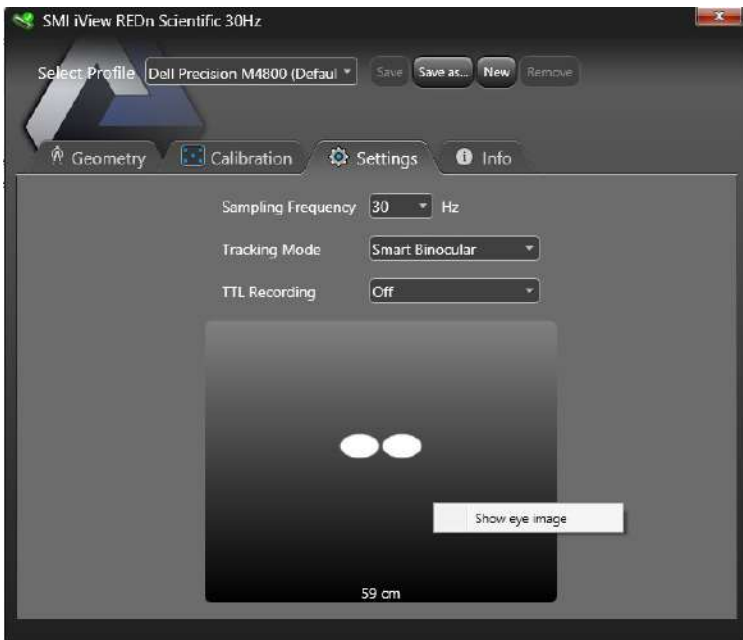 SMI iView REDn Scientific 30Hz
Select Profile Dell Precision M4800 (Defaul Save Save as... New Remove
Geometry Calibration Settings Info
Sampling Frequency 30 Hz
Tracking Mode Smart Binocular
TTL Recording Off
Show eye image
59 cm